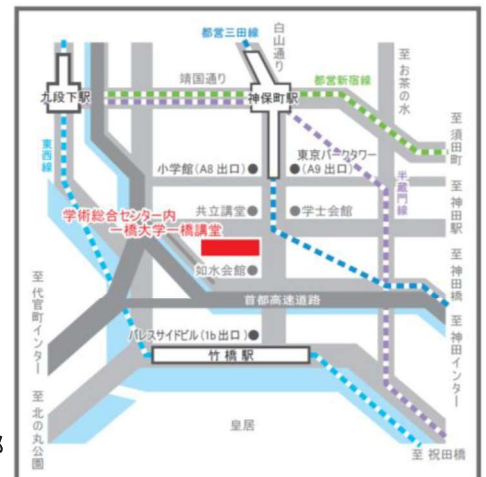 都営三田線
白山通り
至お茶の水
靖国通り
都営新宿線
九段下駅
神保町駅
至須田町
東西線
小学館(A8出口)
東京パークタワー
(A9出口)
半蔵門線
至神田駅
学術総合センター内
一橋大学一橋講堂
共立講堂
学士会館
如水会館
至神田橋
至代官町インター
首都高速道路
至神田インター
パレスサイドビル(1b出口)
竹橋駅
至北の丸公園
皇居
至 祝田橋